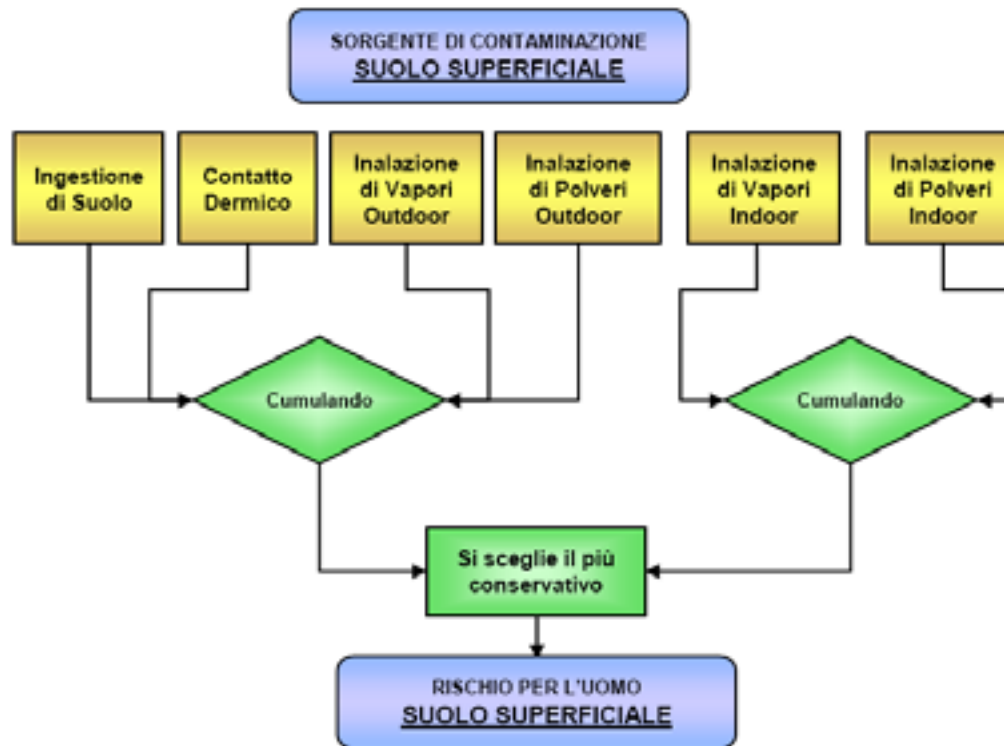 SORGENTE DI CONTAMINAZIONE
SUOLO SUPERFICIALE
Ingestione
di Suolo
Contatto
Dermico
Inalazione
di Vapori
Outdoor
Inalazione
di Polveri
Outdoor
Inalazione
di Vapori
Indoor
Inalazione
di Polveri
Indoor
Cumulando
Cumulando
Si sceglie il più
conservativo
RISCHIO PER L'UOMO
SUOLO SUPERFICIALE